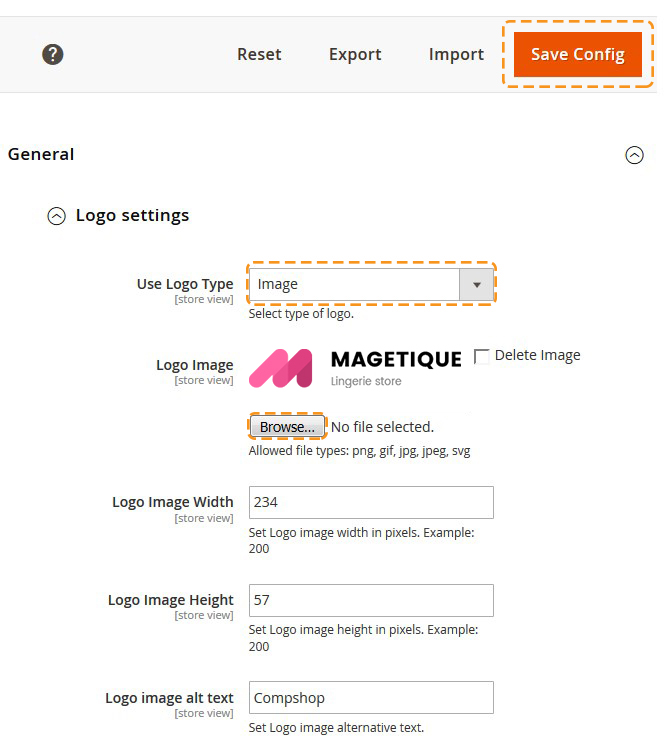 ?
Reset Export Import Save Config
General
Logo settings
Use Logo Type
[store view]
Image
Select type of logo.
Logo Image
[store view]
MAGETIQUE
Lingerie store
Delete Image
Browse... No file selected.
Allowed file types: png, gif, jpg, jpeg, svg
Logo Image Width
[store view]
234
Set Logo image width in pixels. Example:
200
Logo Image Height
[store view]
57
Set Logo image height in pixels. Example:
200
Logo image alt text
[store view]
Compshop
Set Logo image alternative text.